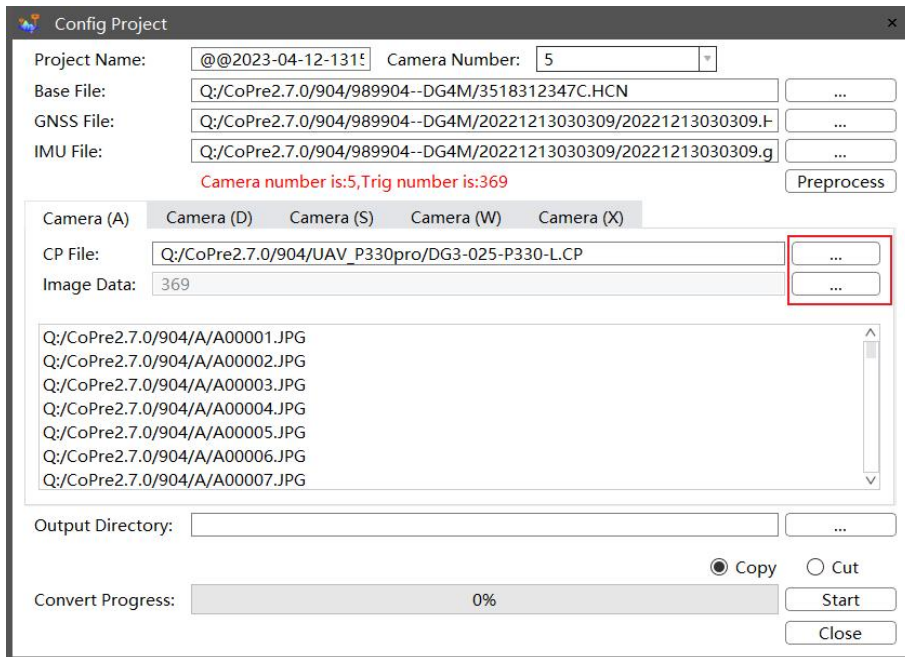 Config Project
Project Name: @@2023-04-12-1315 Camera Number: 5
Base File: Q:/CoPre2.7.0/904/989904--DG4M/3518312347C.HCN ...
GNSS File: Q:/CoPre2.7.0/904/989904--DG4M/20221213030309/20221213030309.H ...
IMU File: Q:/CoPre2.7.0/904/989904--DG4M/20221213030309/20221213030309.g ...
Camera number is:5,Trig number is:369 Preprocess
Camera (A) Camera (D) Camera (S) Camera (W) Camera (X)
CP File: Q:/CoPre2.7.0/904/UAV_P330pro/DG3-025-P330-L.CP ...
Image Data: 369 ...
Q:/CoPre2.7.0/904/A/A00001.JPG
Q:/CoPre2.7.0/904/A/A00002.JPG
Q:/CoPre2.7.0/904/A/A00003.JPG
Q:/CoPre2.7.0/904/A/A00004.JPG
Q:/CoPre2.7.0/904/A/A00005.JPG
Q:/CoPre2.7.0/904/A/A00006.JPG
Q:/CoPre2.7.0/904/A/A00007.JPG
Output Directory: ...
Copy Cut
Convert Progress: 0% Start
Close